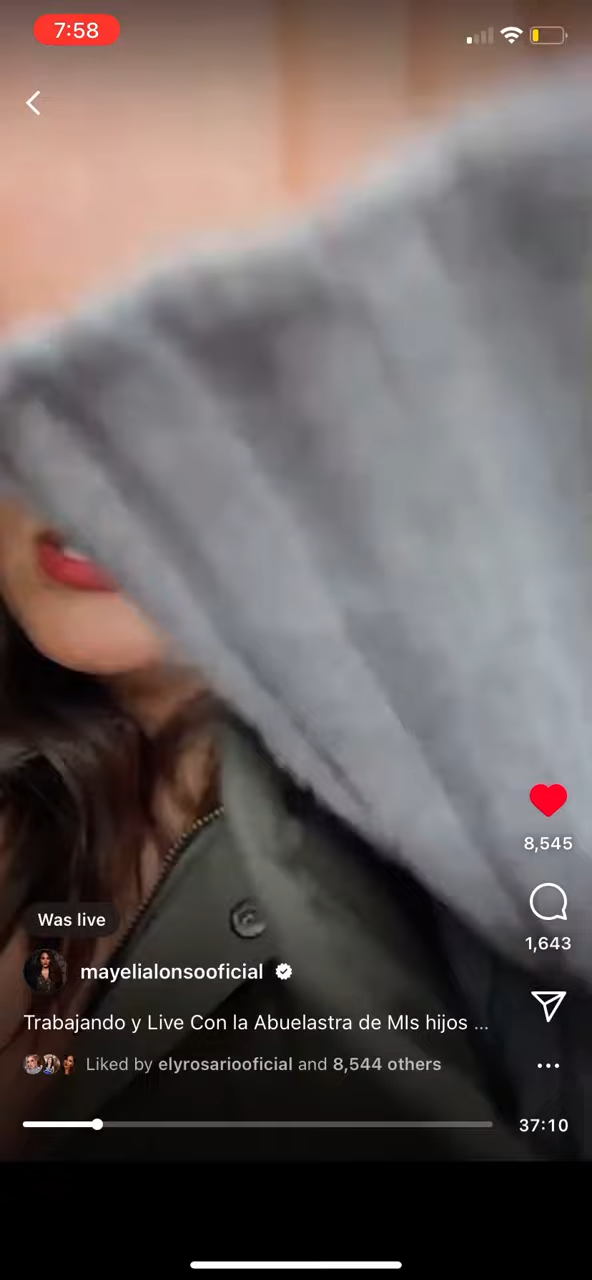 7:58
Was live
mayelialonsooficial
Trabajando y Live Con la Abuelastra de MIs hijos ...
Liked by elyrosariooficial and 8,544 others
8,545
1,643
37:10